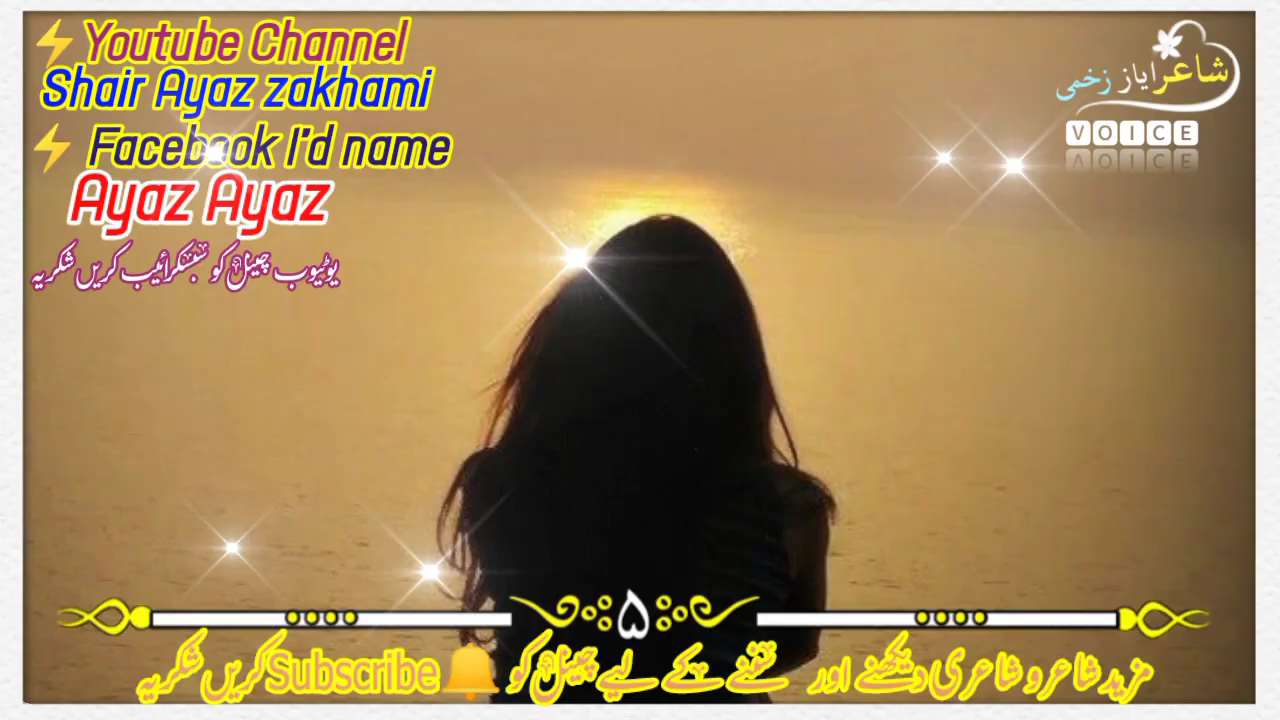 ⚡Youtube Channel
Shair Ayaz zakhami
⚡ Facebook I'd name
Ayaz Ayaz
یوٹیوب چینل کو سبسکرائیب کریں شکریہ
شاعر ایاز زخمی
VOICE
۵
مزید شاعر و شاعری دیکھنے اور سننے کے لیے چینل کو 🔔Subscribe کریں شکریہ